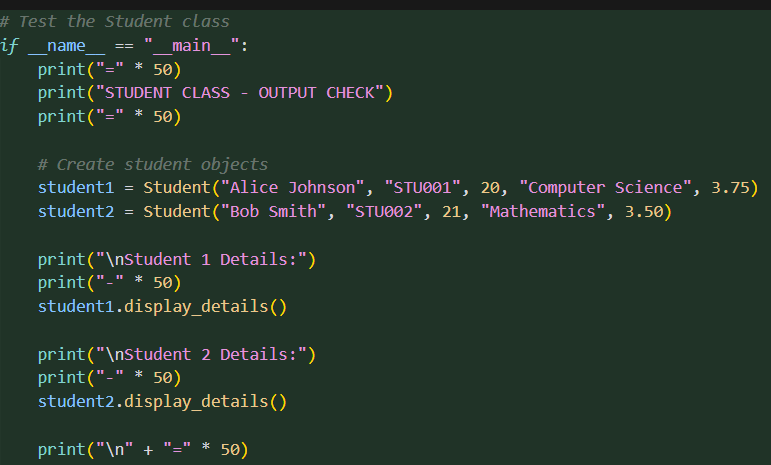 # Test the Student class
if __name__ == "__main__":
    print("=" * 50)
    print("STUDENT CLASS - OUTPUT CHECK")
    print("=" * 50)

    # Create student objects
    student1 = Student("Alice Johnson", "STU001", 20, "Computer Science", 3.75)
    student2 = Student("Bob Smith", "STU002", 21, "Mathematics", 3.50)

    print("\nStudent 1 Details:")
    print("-" * 50)
    student1.display_details()

    print("\nStudent 2 Details:")
    print("-" * 50)
    student2.display_details()

    print("\n" + "=" * 50)